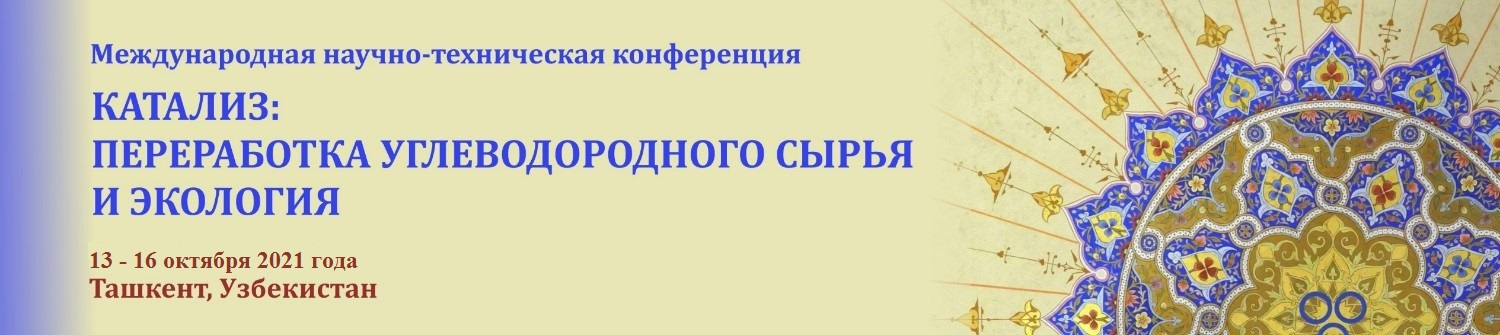 Международная научно-техническая конференция
КАТАЛИЗ:
ПЕРЕРАБОТКА УГЛЕВОДОРОДНОГО СЫРЬЯ
И ЭКОЛОГИЯ
13 - 16 октября 2021 года
Ташкент, Узбекистан